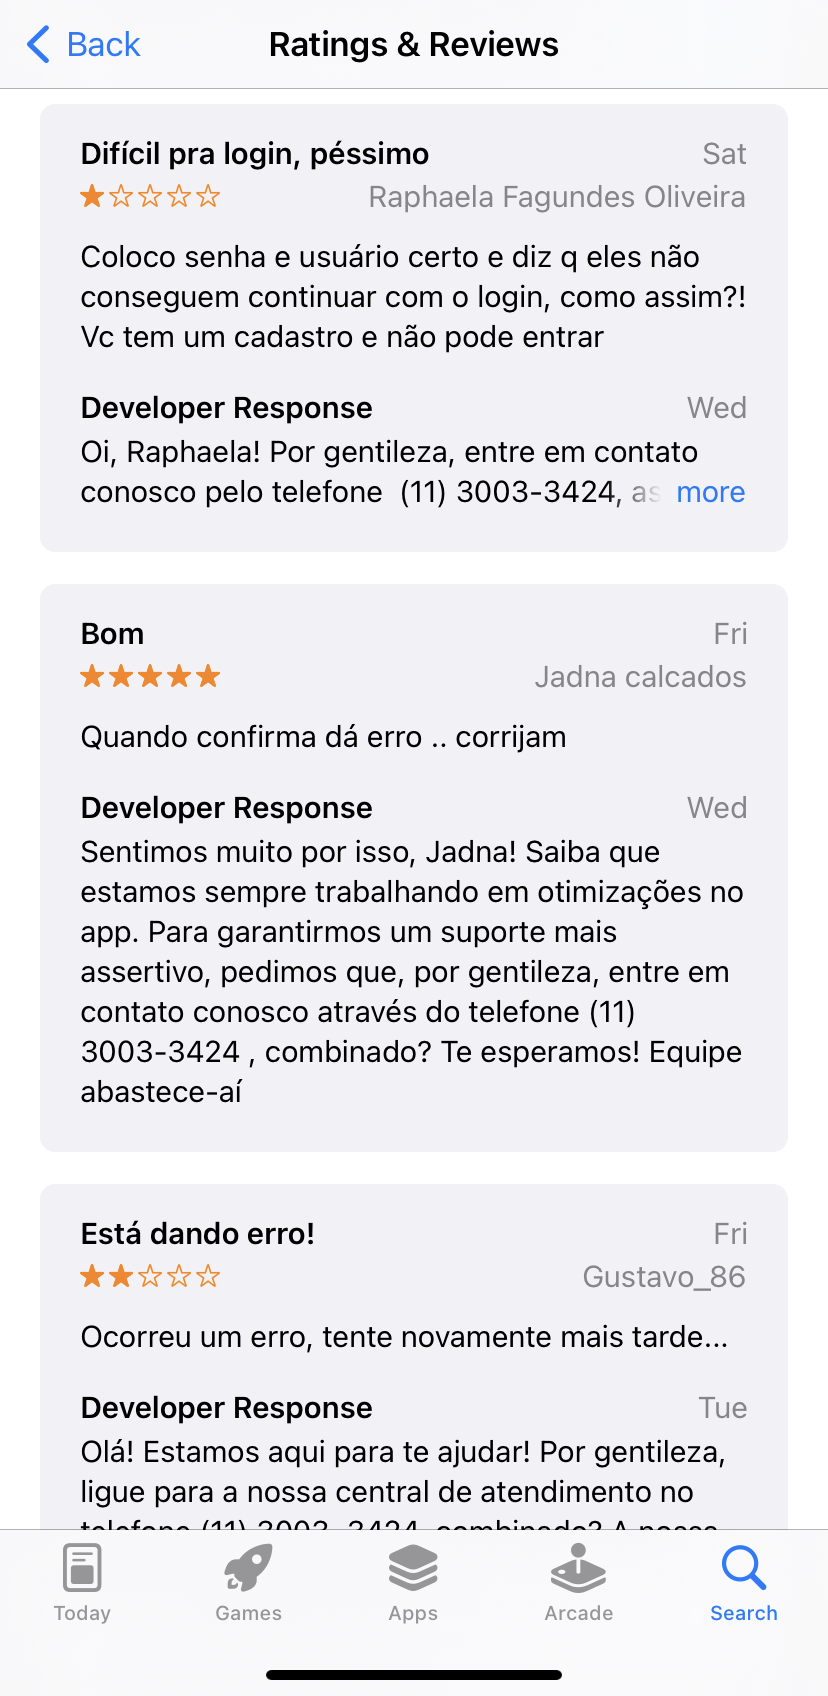 Back
Ratings & Reviews
Difícil pra login, péssimo
Sat
Raphaela Fagundes Oliveira
Coloco senha e usuário certo e diz q eles não
conseguem continuar com o login, como assim?!
Vc tem um cadastro e não pode entrar
Developer Response
Wed
Oi, Raphaela! Por gentileza, entre em contato
conosco pelo telefone  (11) 3003-3424, as more
Bom
Fri
Jadna calcados
Quando confirma dá erro .. corrijam
Developer Response
Wed
Sentimos muito por isso, Jadna! Saiba que
estamos sempre trabalhando em otimizações no
app. Para garantirmos um suporte mais
assertivo, pedimos que, por gentileza, entre em
contato conosco através do telefone (11)
3003-3424 , combinado? Te esperamos! Equipe
abastece-aí
Está dando erro!
Fri
Gustavo_86
Ocorreu um erro, tente novamente mais tarde...
Developer Response
Tue
Olá! Estamos aqui para te ajudar! Por gentileza,
ligue para a nossa central de atendimento no
telefone (11) 3003-3424, combinado? A nossa
Today
Games
Apps
Arcade
Search